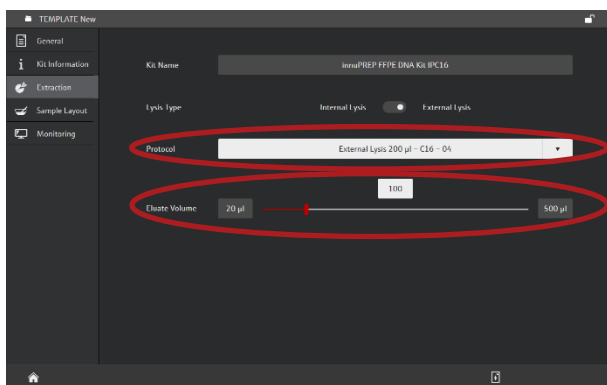 TEMPLATE New
General
Kit Information
Extraction
Sample Layout
Monitoring
Kit Name
innuPREP FFPE DNA Kit IPC16
Lysis Type
Internal Lysis
External Lysis
Protocol
External Lysis 200 µl – C16 – 04
100
Eluate Volume
20 µl
500 µl